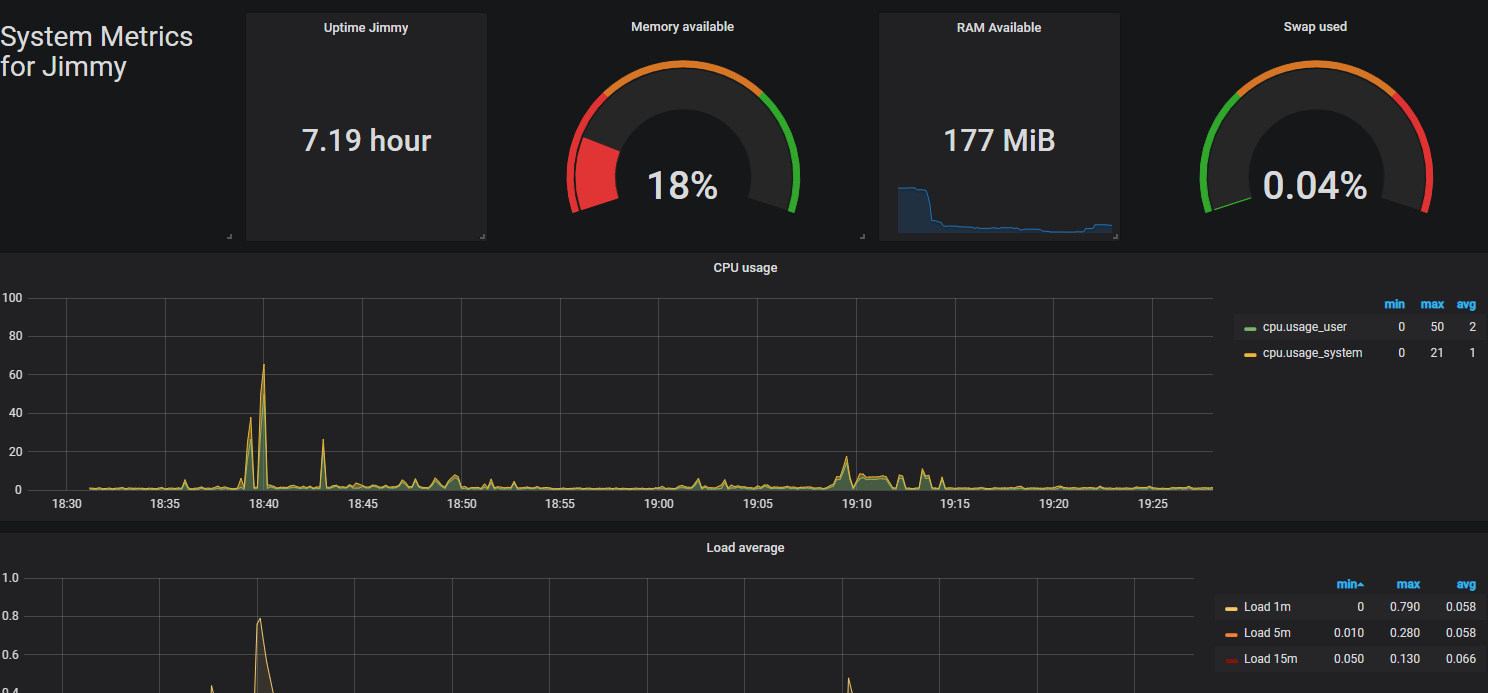 System Metrics
for Jimmy
Uptime Jimmy
7.19 hour
Memory available
18%
RAM Available
177 MiB
Swap used
0.04%
CPU usage
100
80
60
40
20
0
18:30 18:35 18:40 18:45 18:50 18:55 19:00 19:05 19:10 19:15 19:20 19:25
min max avg
cpu.usage_user 0 50 2
cpu.usage_system 0 21 1
Load average
1.0
0.8
0.6
0.4
min max avg
Load 1m 0 0.790 0.058
Load 5m 0.010 0.280 0.058
Load 15m 0.050 0.130 0.066